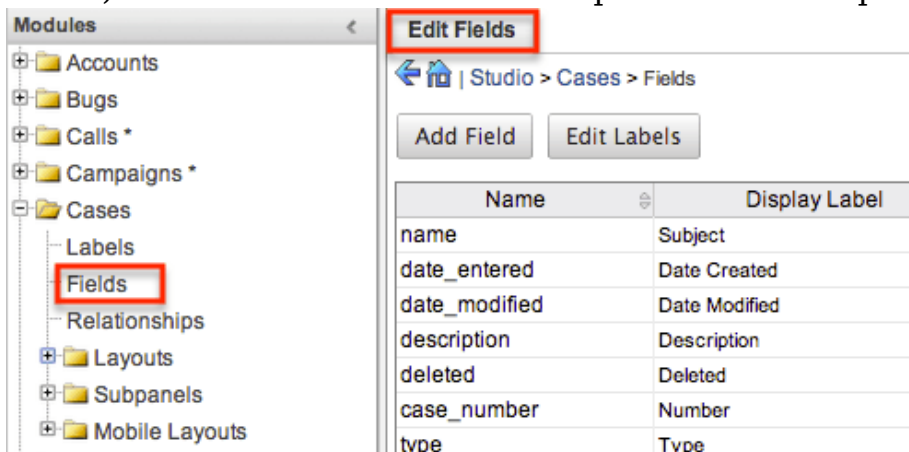 Modules
Accounts
Bugs
Calls *
Campaigns *
Cases
Labels
Fields
Relationships
Layouts
Subpanels
Mobile Layouts
Edit Fields
| Studio > Cases > Fields
Add Field Edit Labels
Name Display Label
name Subject
date_entered Date Created
date_modified Date Modified
description Description
deleted Deleted
case_number Number
type Type